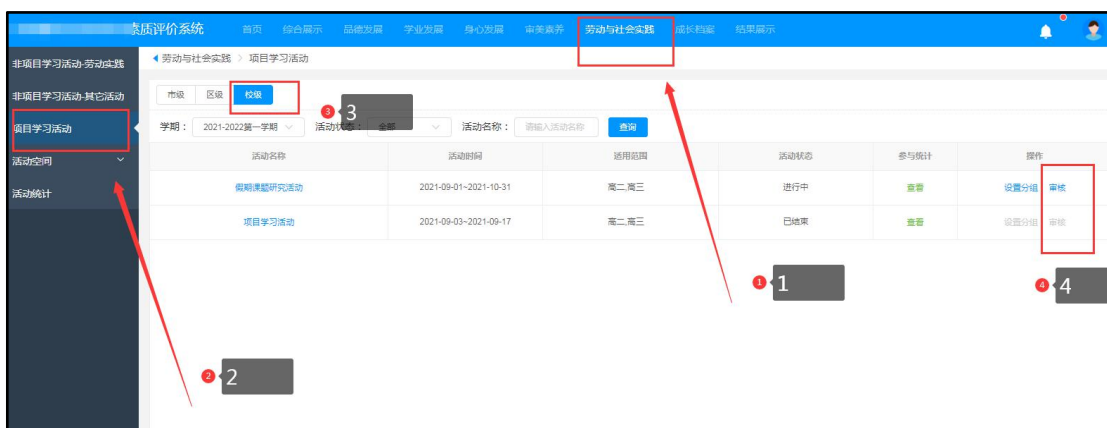 质评价系统 首页 综合展示 品德发展 学业发展 身心发展 审美素养 劳动与社会实践 成长档案 结果展示
非项目学习活动-劳动实践
劳动与社会实践 > 项目学习活动
非项目学习活动-其它活动
市级 区级 校级
3 3
项目学习活动
学期： 2021-2022第一学期 活动状态： 全部 活动名称： 请输入活动名称 查询
活动空间
活动名称 活动时间 适用范围 活动状态 参与统计 操作
活动统计
假期课题研究活动 2021-09-01~2021-10-31 高二,高三 进行中 查看 设置分组 审核
项目学习活动 2021-09-03~2021-09-17 高二,高三 已结束 查看 设置分组 审核
1 1
4 4
2 2